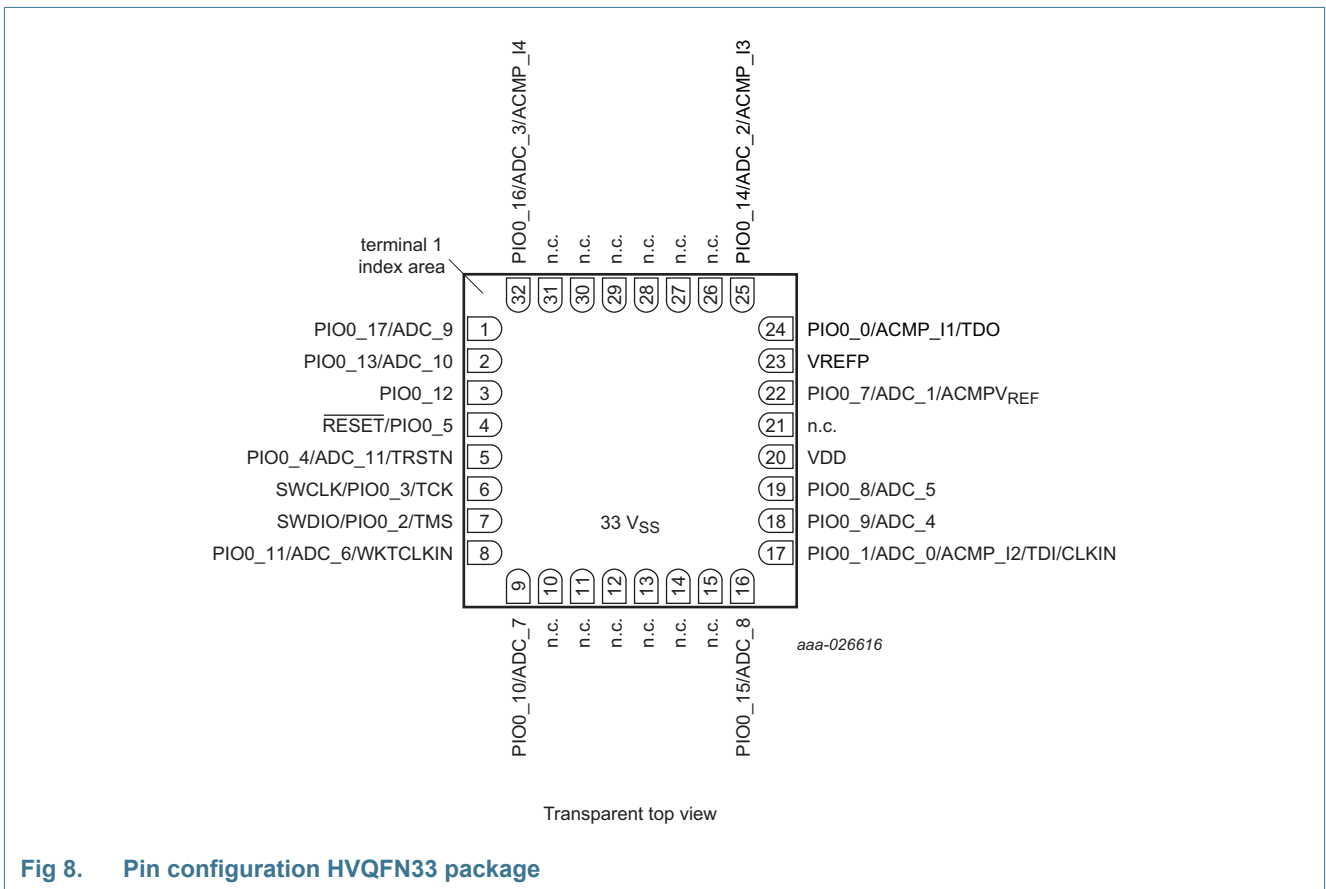 PIO0_16/ADC_3/ACMP_I4
n.c.
n.c.
n.c.
n.c.
n.c.
n.c.
PIO0_14/ADC_2/ACMP_I3
terminal 1
index area
32
31
30
29
28
27
26
25
PIO0_17/ADC_9 1
PIO0_13/ADC_10 2
PIO0_12 3
RESET/PIO0_5 4
PIO0_4/ADC_11/TRSTN 5
SWCLK/PIO0_3/TCK 6
SWDIO/PIO0_2/TMS 7
PIO0_11/ADC_6/WKTCLKIN 8
33 VSS
24 PIO0_0/ACMP_I1/TDO
23 VREFP
22 PIO0_7/ADC_1/ACMPVREF
21 n.c.
20 VDD
19 PIO0_8/ADC_5
18 PIO0_9/ADC_4
17 PIO0_1/ADC_0/ACMP_I2/TDI/CLKIN
9
10
11
12
13
14
15
16
PIO0_10/ADC_7
n.c.
n.c.
n.c.
n.c.
n.c.
n.c.
PIO0_15/ADC_8
aaa-026616
Transparent top view
Fig 8. Pin configuration HVQFN33 package